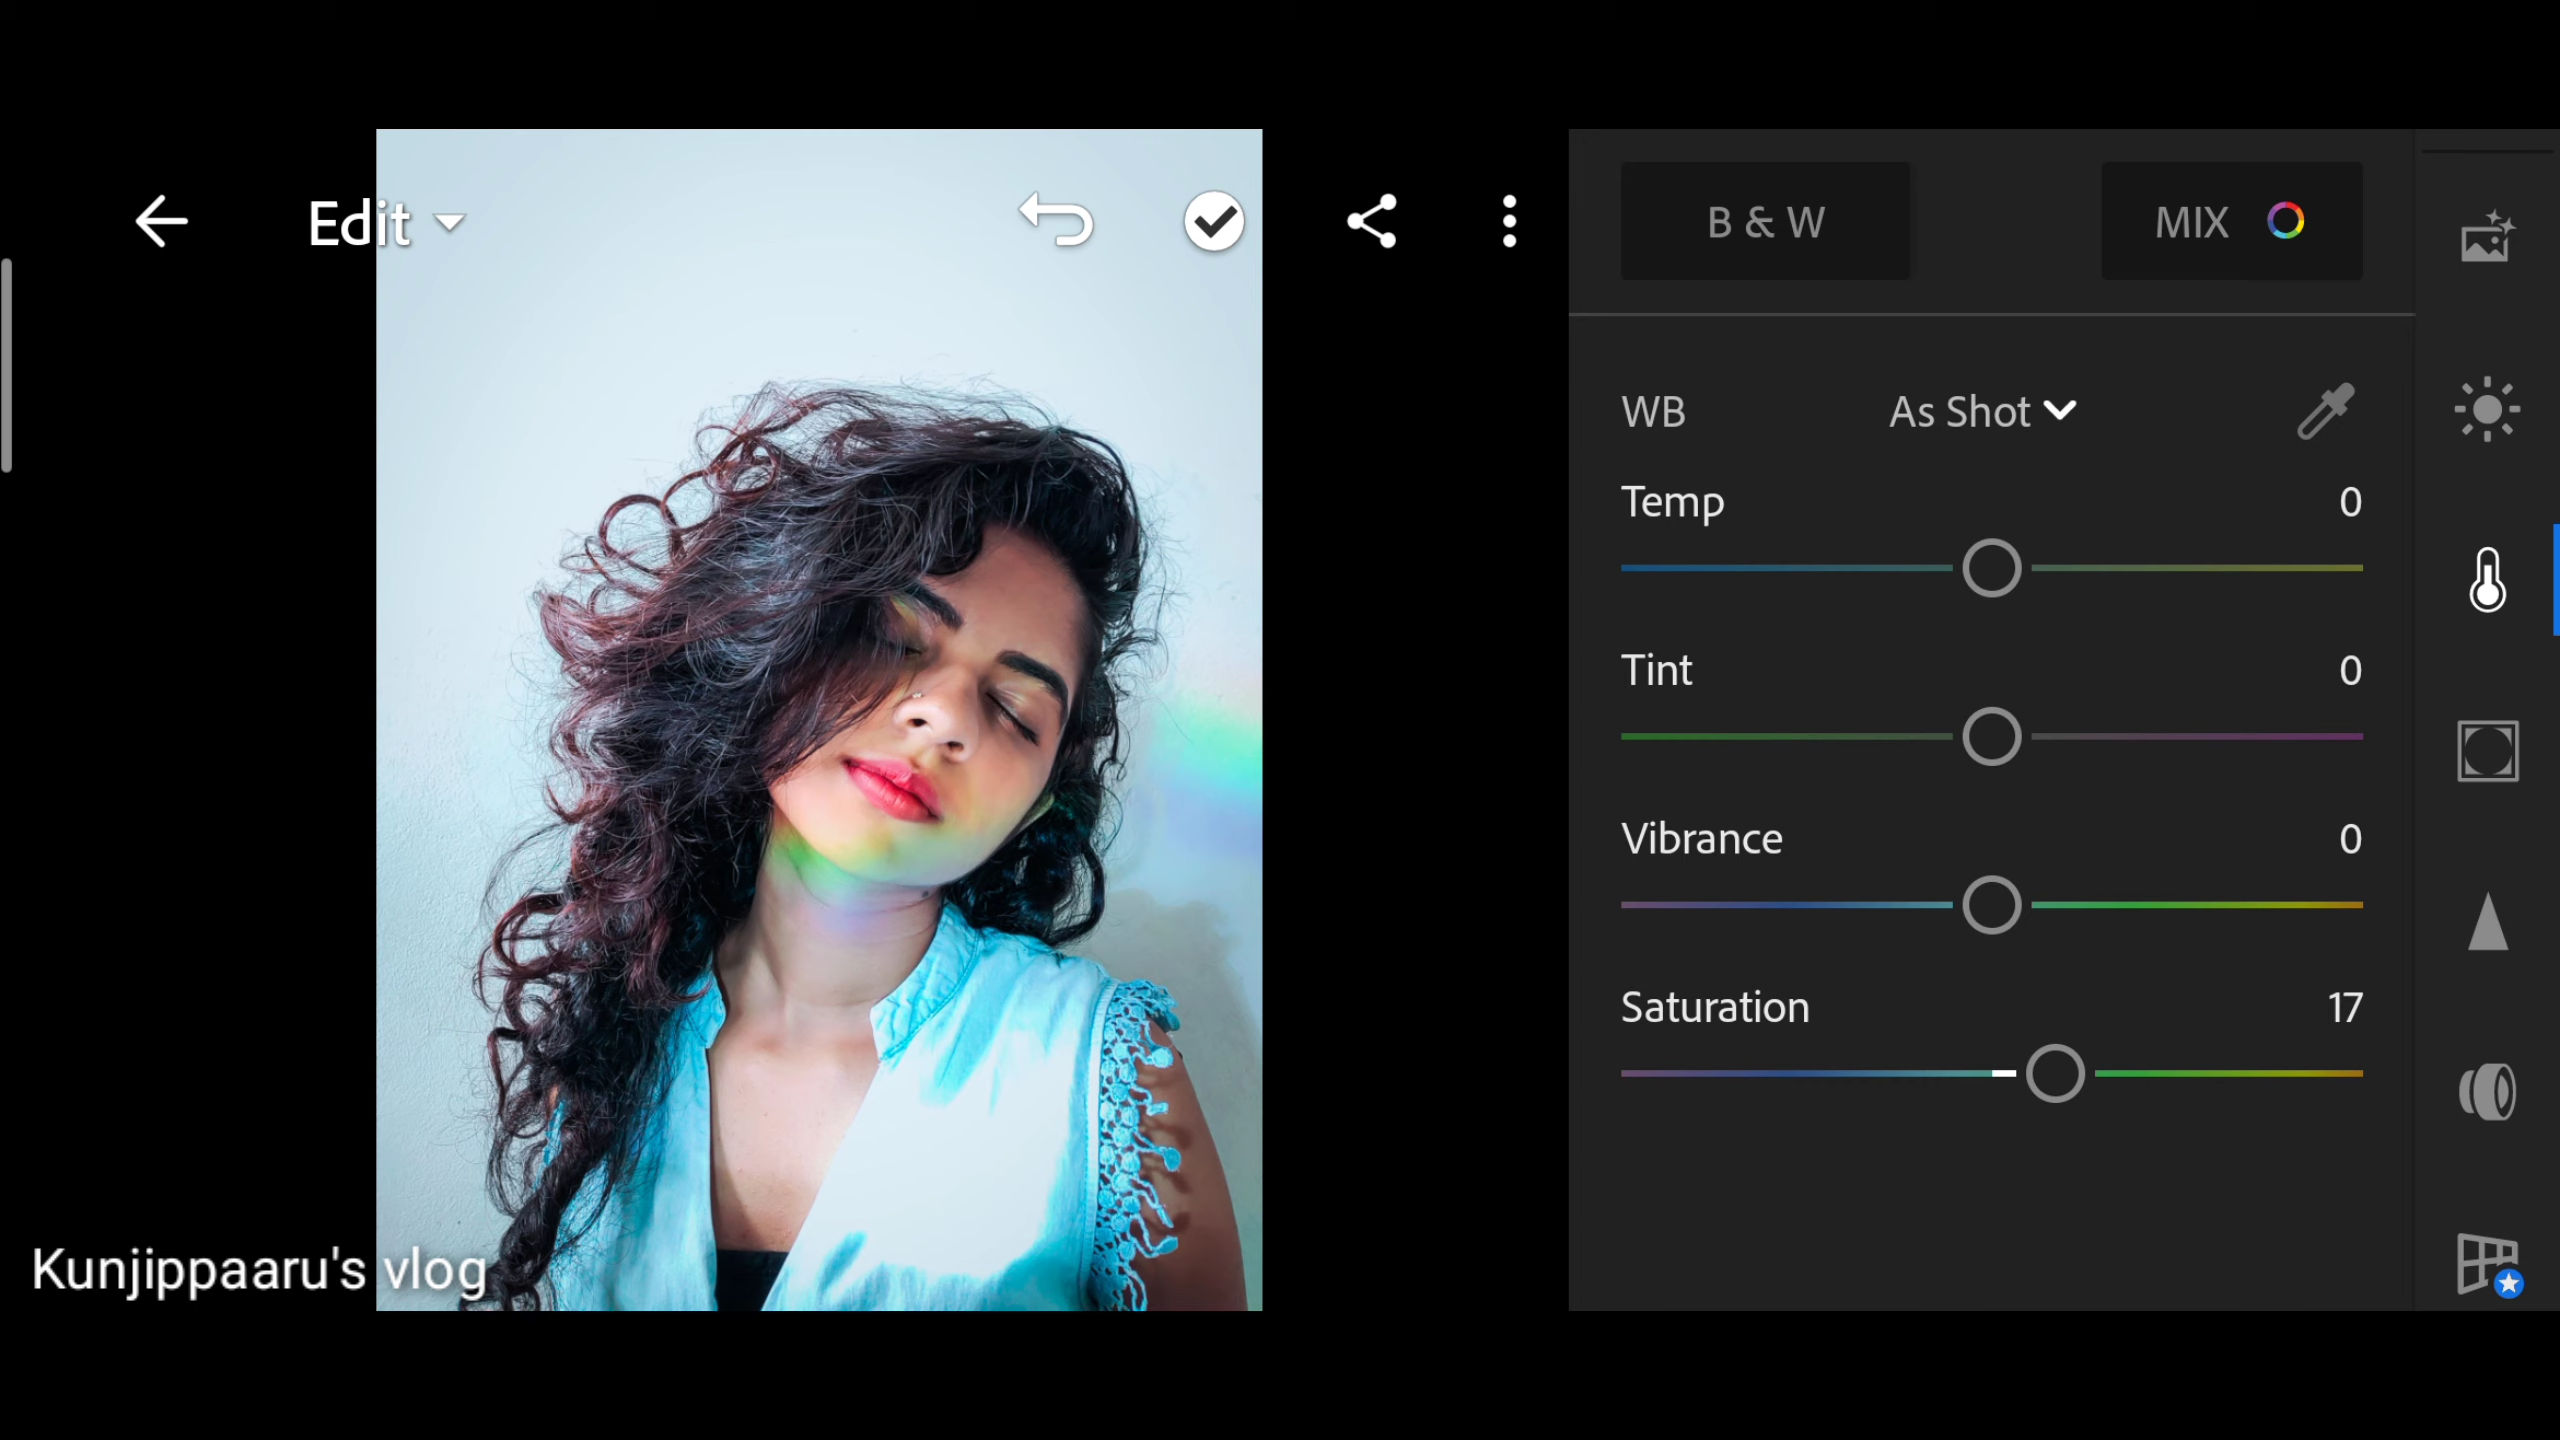 Edit
B & W
MIX
WB
As Shot
Temp
0
Tint
0
Vibrance
0
Saturation
17
Kunjippaaru's vlog